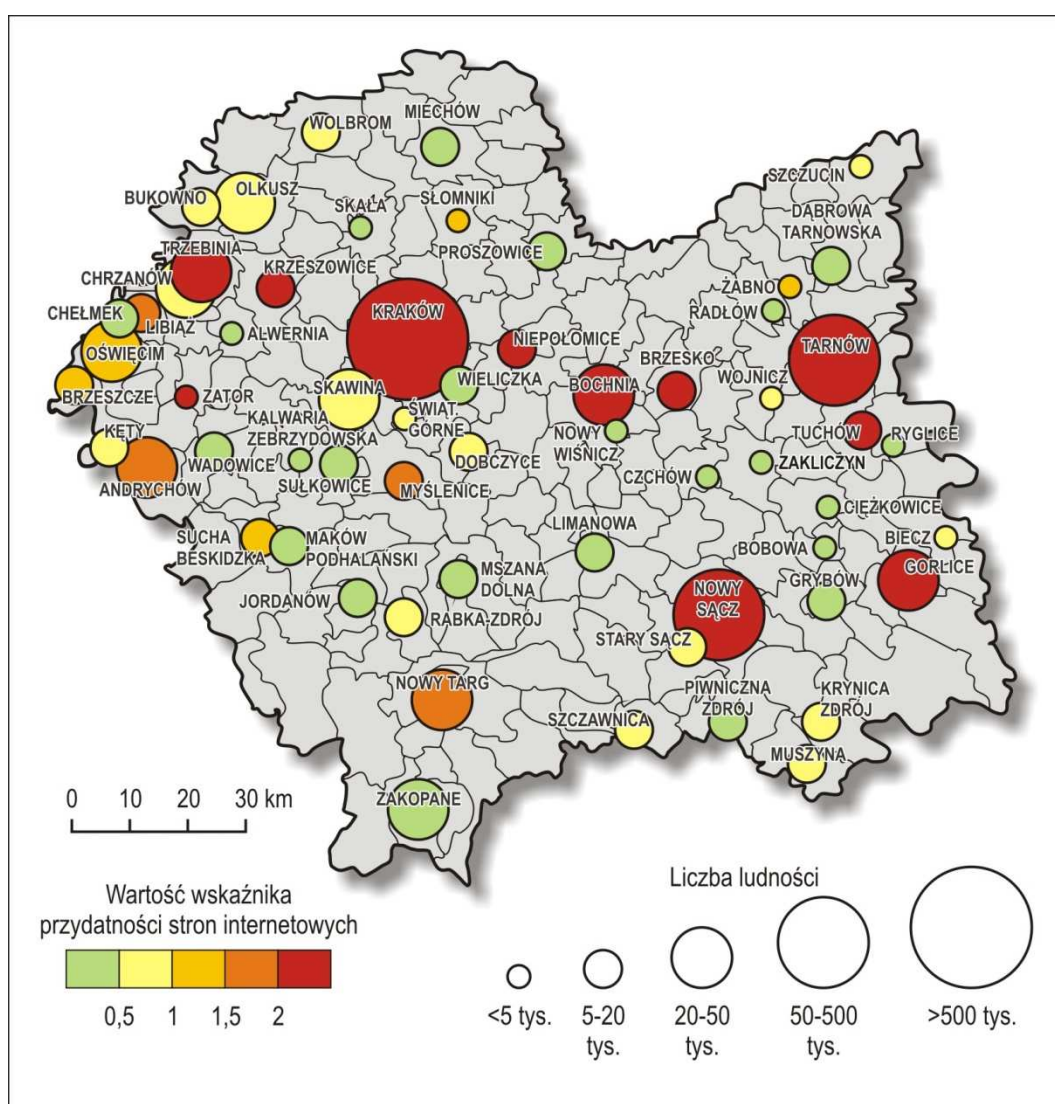 WOLBROM
MIECHÓW
BUKOWNO
OLKUSZ
SKAŁA
SŁOMNIKI
PROSZOWICE
SZCZUCIN
DĄBROWA
TARNOWSKA
TRZEBINIA
CHRZANÓW
KRZESZOWICE
CHEŁMEK
LIBIĄŻ
ALWERNIA
KRAKÓW
NIEPOŁOMICE
ŻABNO
RADŁÓW
TARNÓW
OŚWIĘCIM
BRZESZCZE
ZATOR
SKAWINA
WIELICZKA
BOCHNIA
BRZESKO
WOJNICZ
KĘTY
KALWARIA
ZEBRZYDOWSKA
ŚWIĄT.
GÓRNE
NOWY
WIŚNICZ
TUCHÓW
RYGLICE
ANDRYCHÓW
WADOWICE
SUŁKOWICE
MYŚLENICE
DOBCZYCE
CZCHÓW
ZAKLICZYN
CIĘŻKOWICE
SUCHA
BESKIDZKA
MAKÓW
PODHALAŃSKI
LIMANOWA
BOBOWA
BIECZ
GORLICE
JORDANÓW
MSZANA
DOLNA
RABKA-ZDRÓJ
NOWY
SĄCZ
GRYBÓW
STARY SĄCZ
NOWY TARG
SZCZAWNICA
PIWNICZNA
ZDRÓJ
KRYNICA
ZDRÓJ
MUSZYNĄ
ZAKOPANE
0 10 20 30 km
Wartość wskaźnika
przydatności stron internetowych
0,5 1 1,5 2
Liczba ludności
<5 tys. 5-20 tys. 20-50 tys. 50-500 tys. >500 tys.